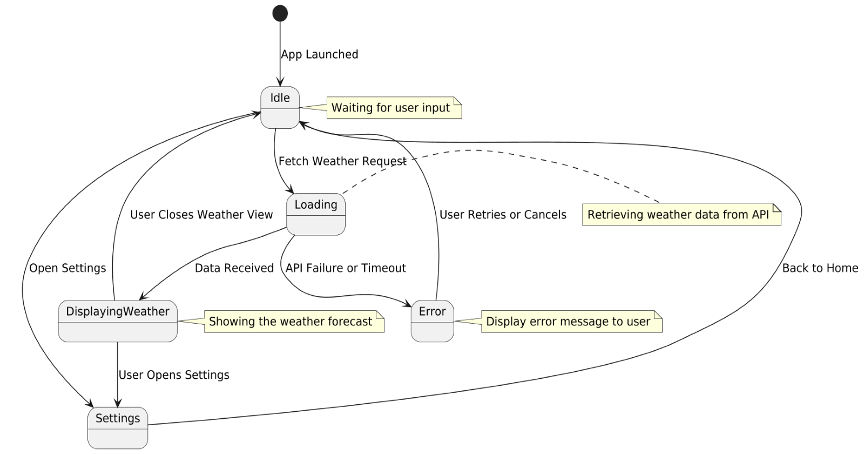 App Launched
Idle
Waiting for user input
Fetch Weather Request
Loading
Retrieving weather data from API
User Closes Weather View
User Retries or Cancels
Open Settings
Data Received
API Failure or Timeout
Back to Home
DisplayingWeather
Showing the weather forecast
Error
Display error message to user
User Opens Settings
Settings